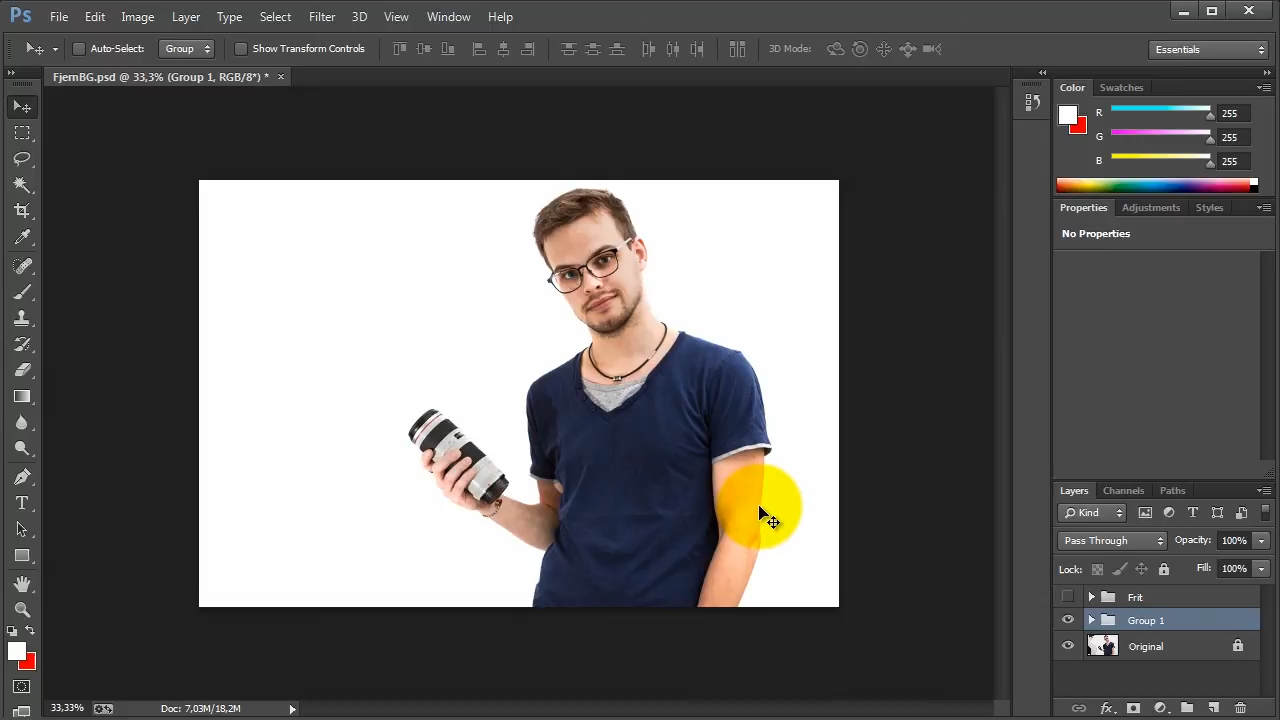 Ps File Edit Image Layer Type Select Filter 3D View Window Help
Auto-Select: Group Show Transform Controls 3D Mode: Essentials
FjernBG.psd @ 33,3% (Group 1, RGB/8*) *
Color Swatches
R 255
G 255
B 255
Properties Adjustments Styles
No Properties
Layers Channels Paths
Kind
Pass Through Opacity: 100%
Lock: Fill: 100%
Frit
Group 1
Original
33,33% Doc: 7,03M/18,2M